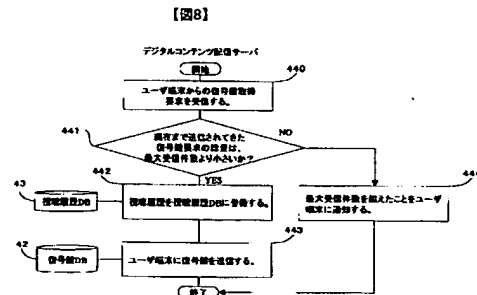 【図8】
デジタルコンテンツ配信サーバ
開始
440
ユーザ端末からの復号鍵取得
要求を受信する。
441
現在まで送信されてきた
復号鍵要求の総数は、
最大受信件数より小さいか?
NO
YES
442
43
視聴履歴DB
視聴履歴を視聴履歴DBに登録する。
444
最大受信件数を超えたことをユーザ
端末に通知する。
443
42
復号鍵DB
ユーザ端末に復号鍵を送信する。
終了